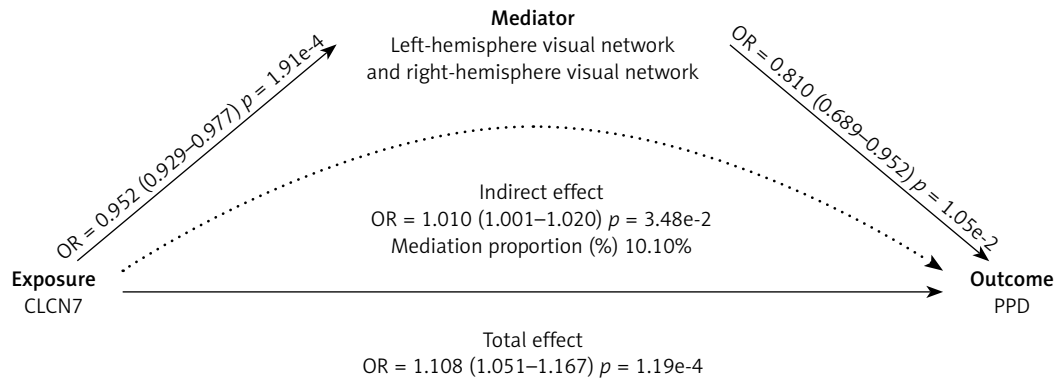 Mediator
Left-hemisphere visual network
and right-hemisphere visual network
OR = 0.952 (0.929–0.977) p = 1.91e-4
OR = 0.810 (0.689–0.952) p = 1.05e-2
Indirect effect
OR = 1.010 (1.001–1.020) p = 3.48e-2
Mediation proportion (%) 10.10%
Exposure
CLCN7
Outcome
PPD
Total effect
OR = 1.108 (1.051–1.167) p = 1.19e-4